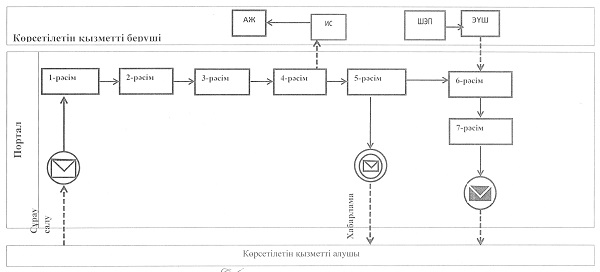 АЖ
ИС
ШЭП
ЭҮШ
Көрсетілетін қызметті беруші
Портал
1-рәсім
2-рәсім
3-рәсім
4-рәсім
5-рәсім
6-рәсім
7-рәсім
Сұрау
салу
Хабарлама
Көрсетілетін қызметті алушы